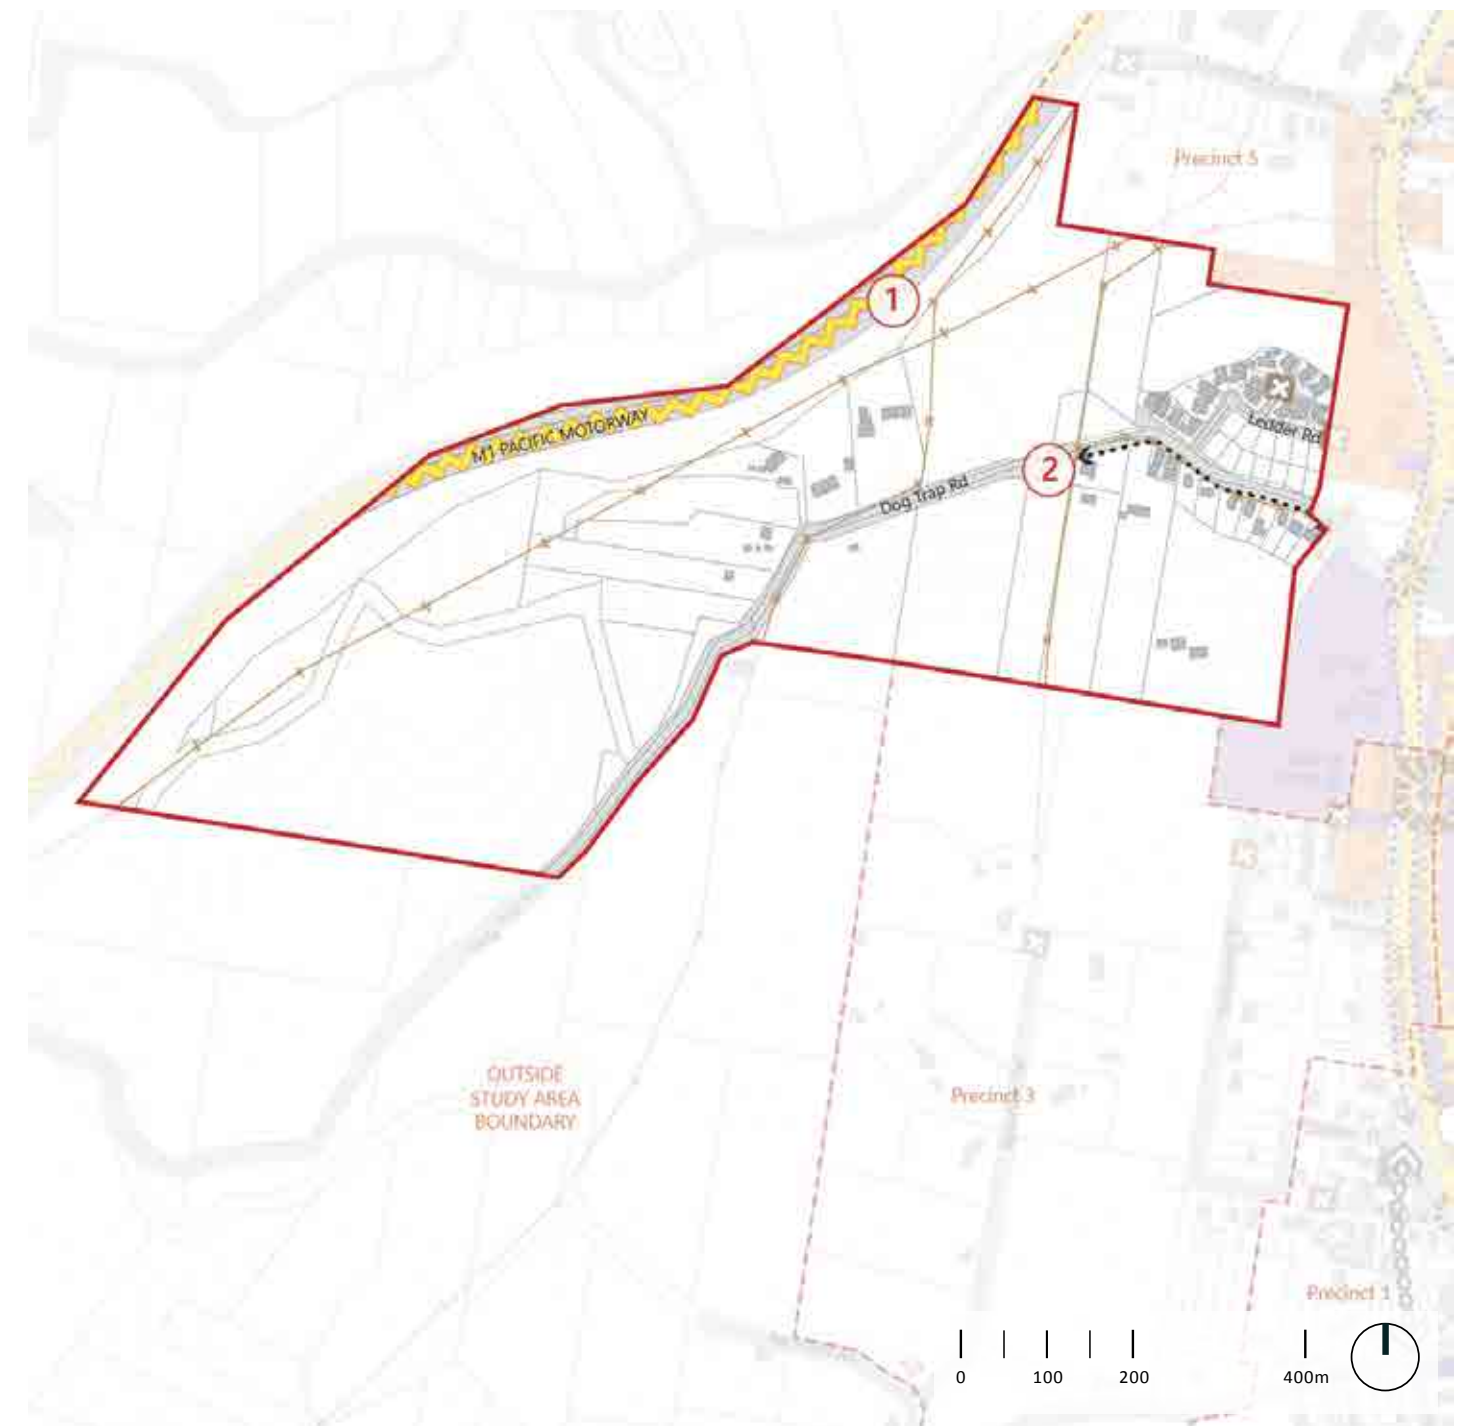 Precinct 5
1
M1 PACIFIC MOTORWAY
Ledder Rd
2
Dog Trap Rd
OUTSIDE
STUDY AREA
BOUNDARY
Precinct 3
Precinct 1
0
100
200
400m